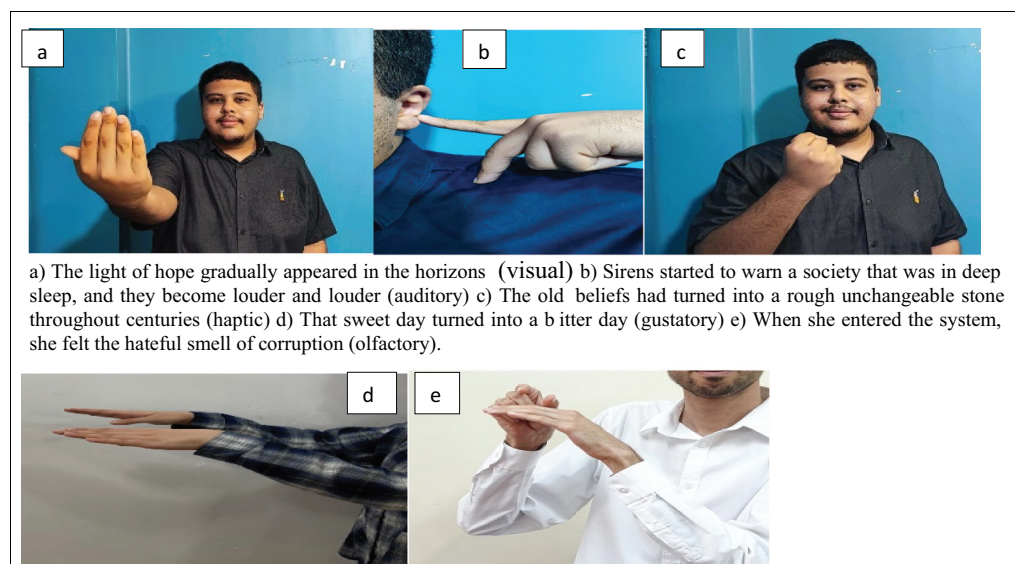 a
b
c
a) The light of hope gradually appeared in the horizons (visual) b) Sirens started to warn a society that was in deep
sleep, and they become louder and louder (auditory) c) The old beliefs had turned into a rough unchangeable stone
throughout centuries (haptic) d) That sweet day turned into a b itter day (gustatory) e) When she entered the system,
she felt the hateful smell of corruption (olfactory).
d
e